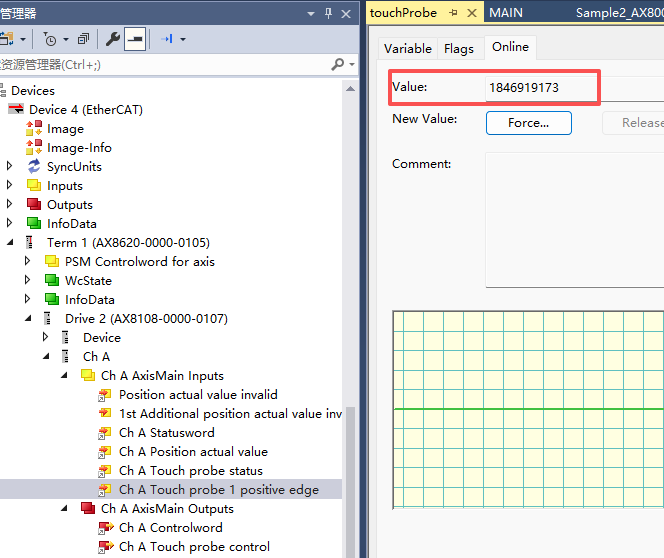 管理器
资源管理器(Ctrl+;)
Devices
Device 4 (EtherCAT)
Image
Image-Info
SyncUnits
Inputs
Outputs
InfoData
Term 1 (AX8620-0000-0105)
PSM Controlword for axis
WcState
InfoData
Drive 2 (AX8108-0000-0107)
Device
Ch A
Ch A AxisMain Inputs
Position actual value invalid
1st Additional position actual value inv
Ch A Statusword
Ch A Position actual value
Ch A Touch probe status
Ch A Touch probe 1 positive edge
Ch A AxisMain Outputs
Ch A Controlword
Ch A Touch probe control
touchProbe
MAIN
Sample2_AX800
Variable
Flags
Online
Value:
1846919173
New Value:
Force...
Release
Comment: